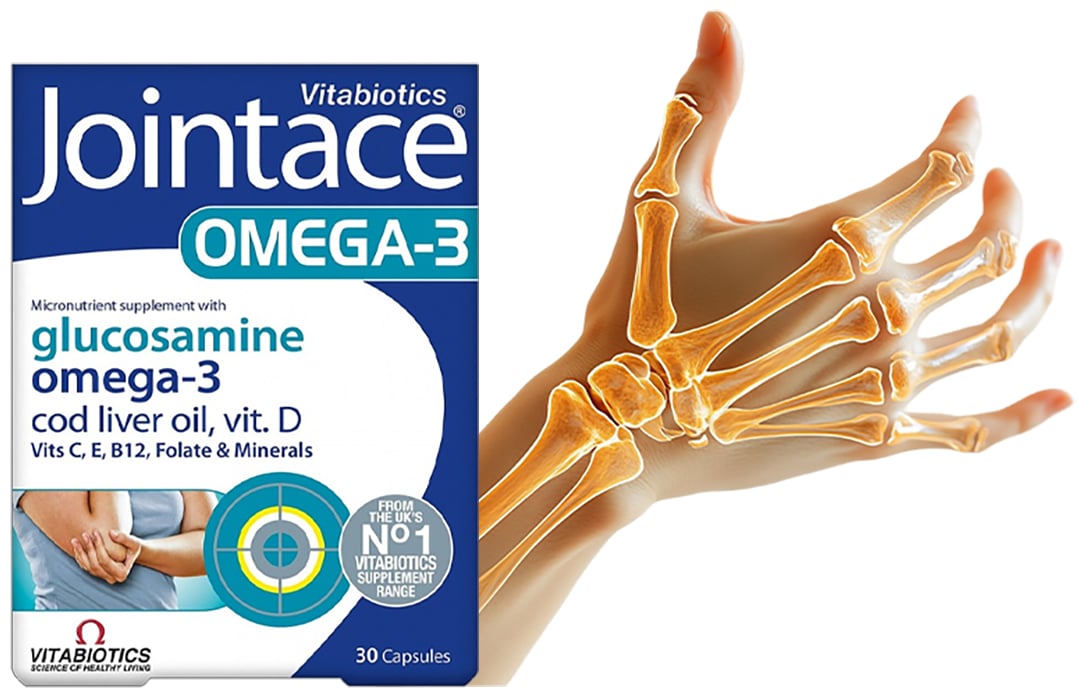 Vitabiotics
Jointace®
OMEGA-3
Micronutrient supplement with
glucosamine
omega-3
cod liver oil, vit. D
Vits C, E, B12, Folate & Minerals
FROM
THE UK'S
Nº1
VITABIOTICS
SUPPLEMENT
RANGE
VITABIOTICS
SCIENCE OF HEALTHY LIVING
30 Capsules